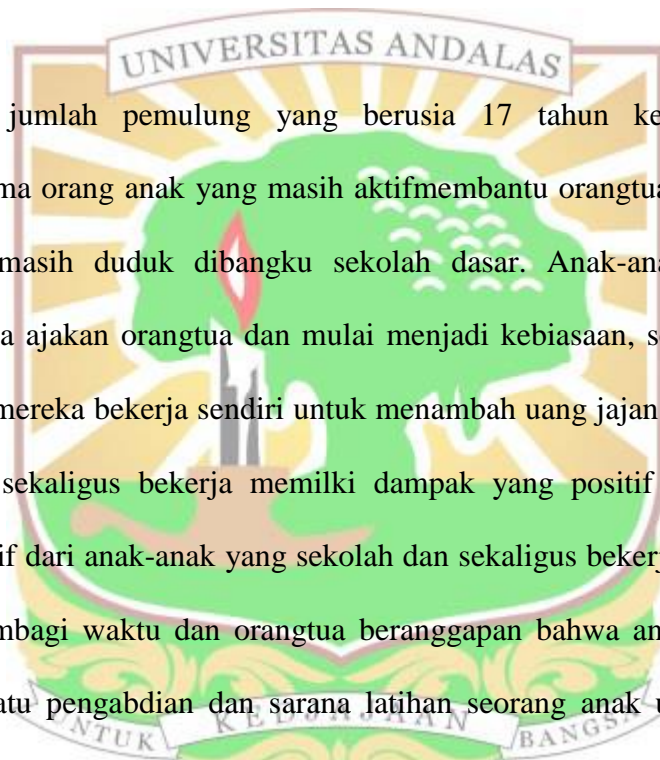 UNIVERSITAS ANDALAS
jumlah pemulung yang berusia 17 tahun ke
ma orang anak yang masih aktifmembantu orangtua
masih duduk dibangku sekolah dasar. Anak-ana
a ajakan orangtua dan mulai menjadi kebiasaan, s
mereka bekerja sendiri untuk menambah uang jajan
sekaligus bekerja memilki dampak yang positif
if dari anak-anak yang sekolah dan sekaligus bekerj
mbagi waktu dan orangtua beranggapan bahwa an
atu pengabdian dan sarana latihan seorang anak u
UNTUK KEDJAJAAN BANGSA